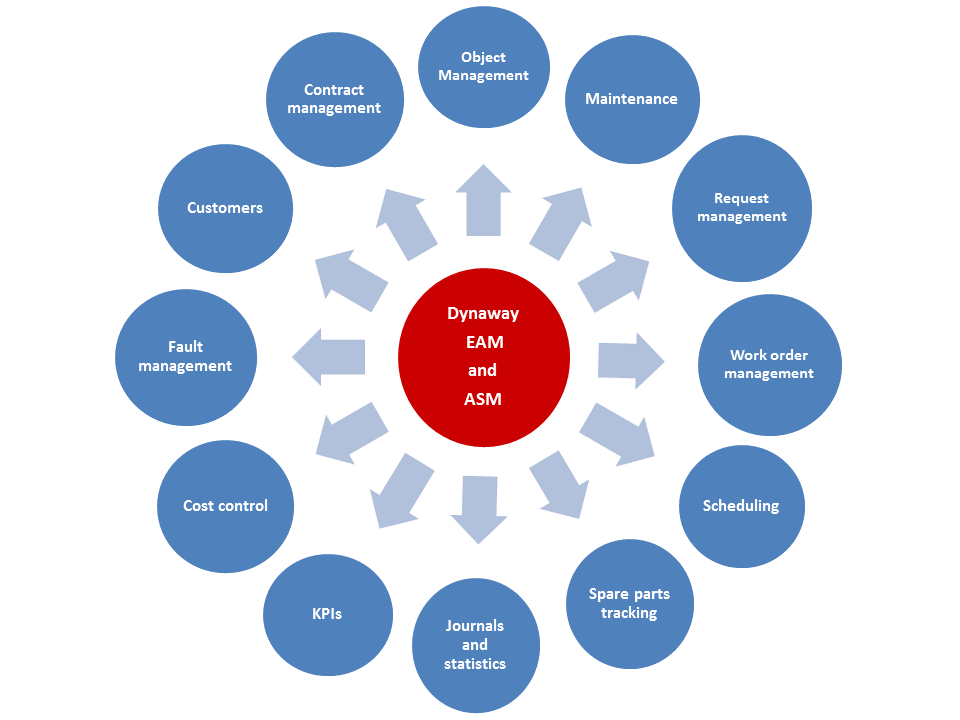 Object
Management
Maintenance
Request
management
Work order
management
Scheduling
Spare parts
tracking
Journals
and
statistics
KPIs
Cost control
Fault
management
Customers
Contract
management
Dynaway
EAM
and
ASM